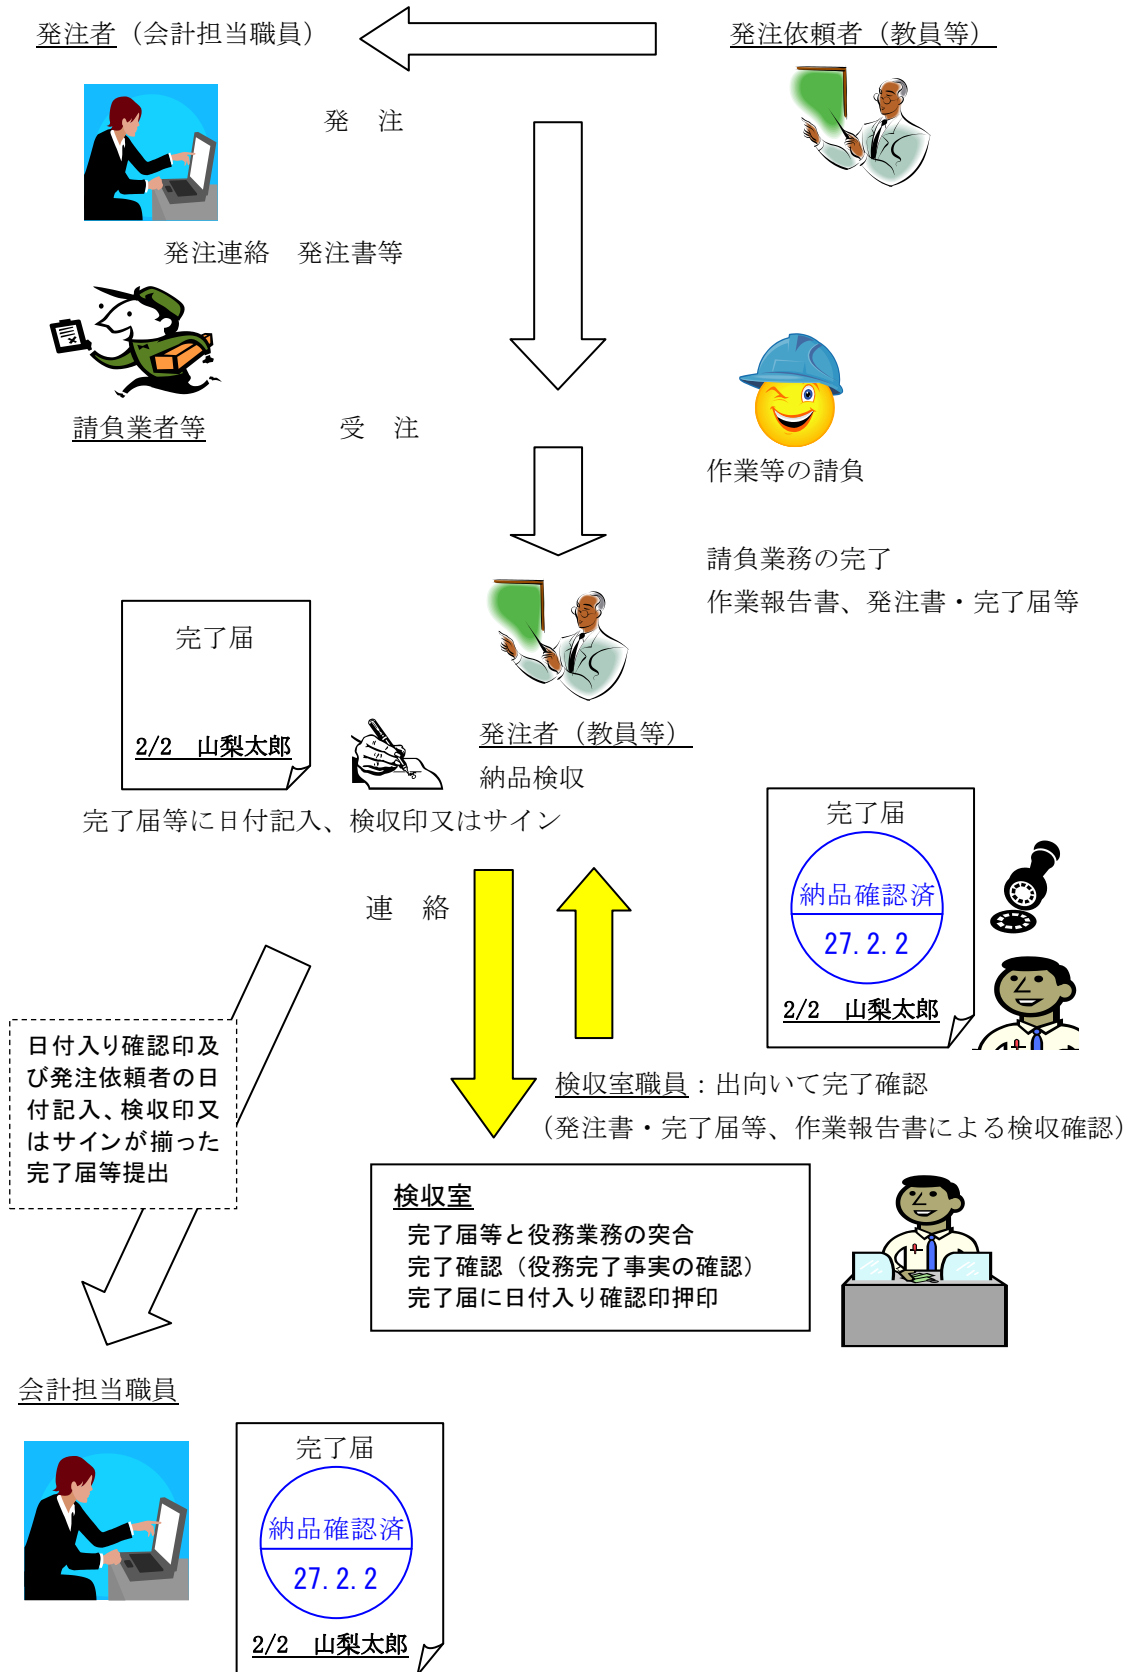 発注者（会計担当職員）
発注依頼者（教員等）
発　注
発注連絡　発注書等
請負業者等
受　注
作業等の請負
請負業務の完了
作業報告書、発注書・完了届等
完了届
2/2　山梨太郎
発注者（教員等）
納品検収
完了届等に日付記入、検収印又はサイン
完了届
納品確認済
27.2.2
2/2　山梨太郎
連　絡
日付入り確認印及
び発注依頼者の日
付記入、検収印又
はサインが揃った
完了届等提出
検収室職員：出向いて完了確認
（発注書・完了届等、作業報告書による検収確認）
検収室
完了届等と役務業務の突合
完了確認（役務完了事実の確認）
完了届に日付入り確認印押印
会計担当職員
完了届
納品確認済
27.2.2
2/2　山梨太郎